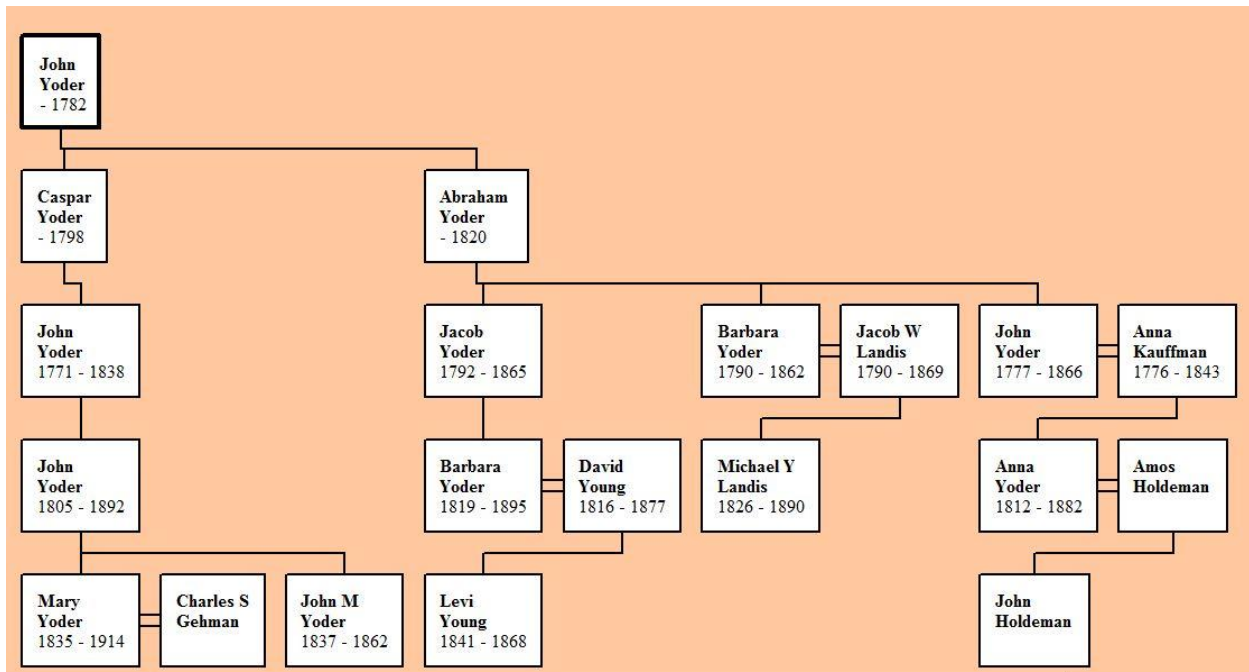 John
Yoder
- 1782
Caspar
Yoder
- 1798
Abraham
Yoder
- 1820
John
Yoder
1771 - 1838
Jacob
Yoder
1792 - 1865
Barbara
Yoder
1790 - 1862
Jacob W
Landis
1790 - 1869
John
Yoder
1777 - 1866
Anna
Kauffman
1776 - 1843
John
Yoder
1805 - 1892
Barbara
Yoder
1819 - 1895
David
Young
1816 - 1877
Michael Y
Landis
1826 - 1890
Anna
Yoder
1812 - 1882
Amos
Holdeman
Mary
Yoder
1835 - 1914
Charles S
Gehman
John M
Yoder
1837 - 1862
Levi
Young
1841 - 1868
John
Holdeman